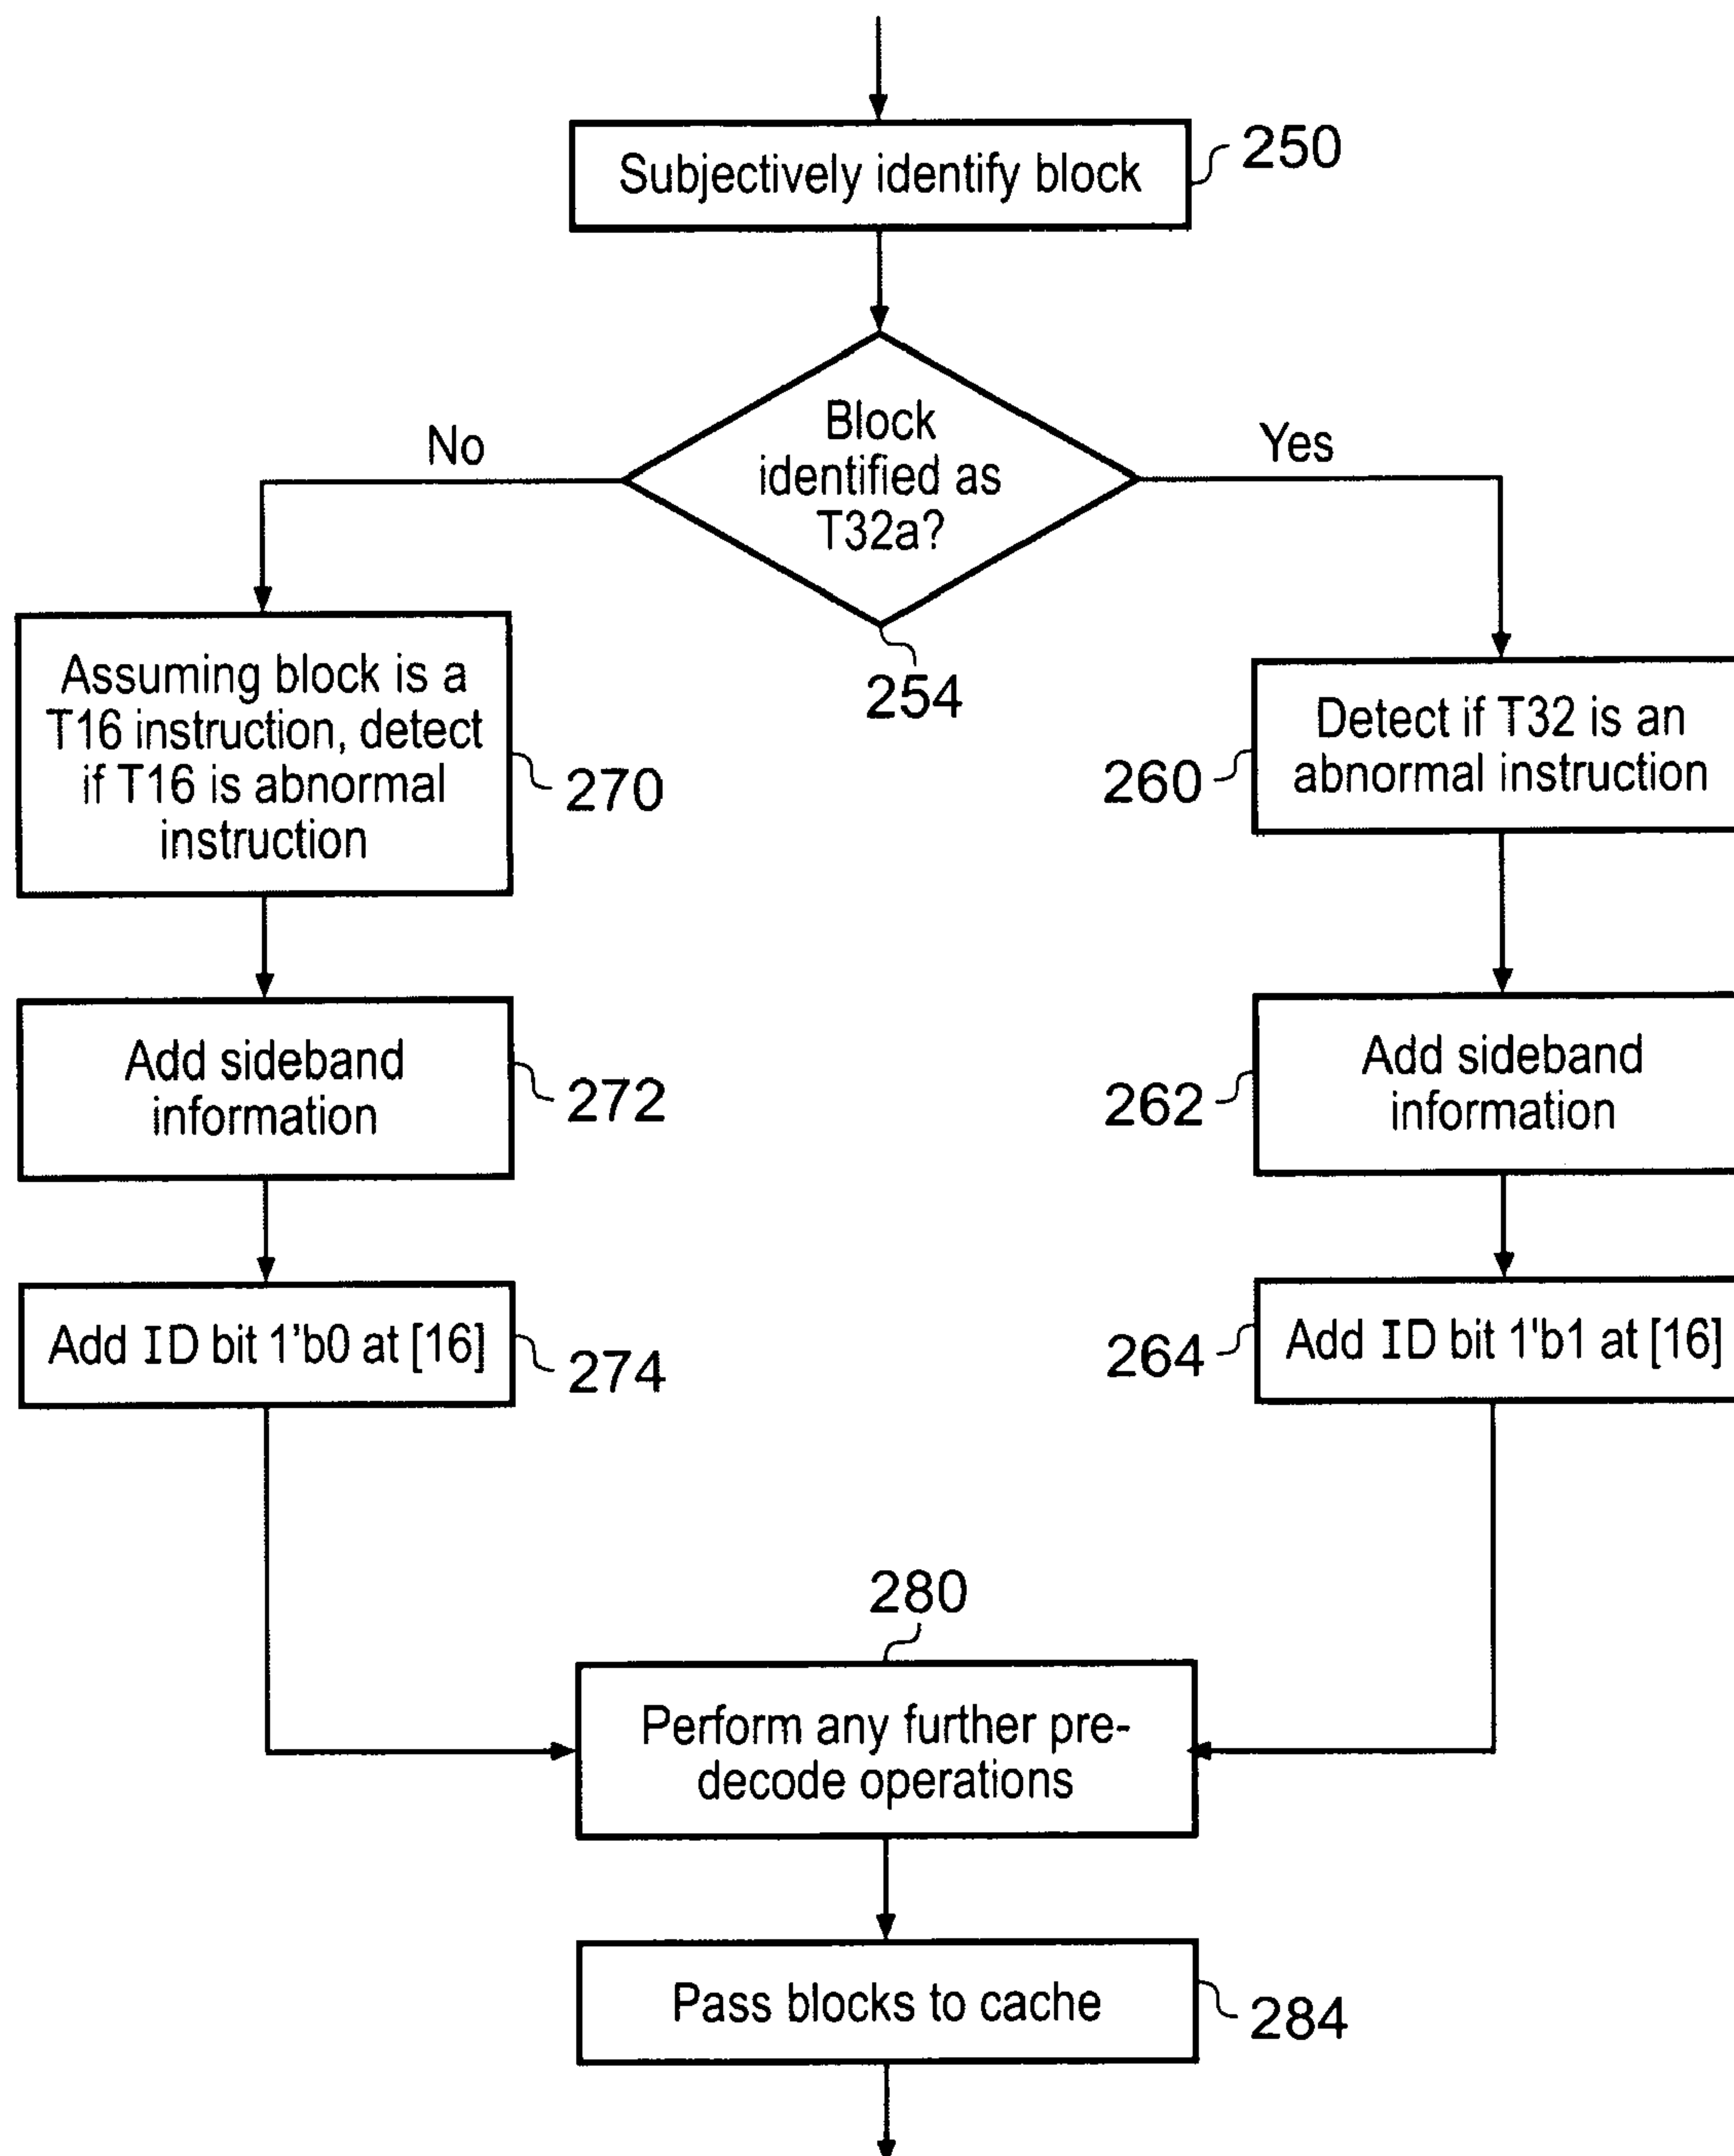 Subjectively identify block
250
Block
identified as
T32a?
No
Yes
254
Assuming block is a
T16 instruction, detect
if T16 is abnormal
instruction
270
Detect if T32 is an
abnormal instruction
260
Add sideband
information
272
Add sideband
information
262
Add ID bit 1'b0 at [16]
274
Add ID bit 1'b1 at [16]
264
280
Perform any further pre-
decode operations
Pass blocks to cache
284